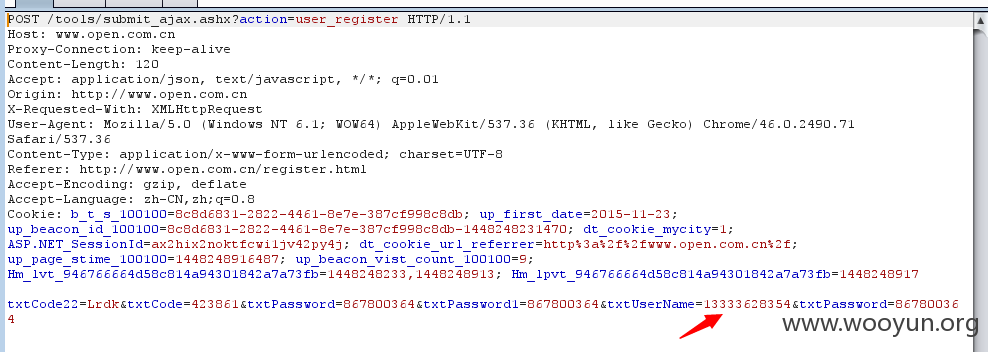 POST /tools/submit_ajax.ashx?action=user_register HTTP/1.1
Host: www.open.com.cn
Proxy-Connection: keep-alive
Content-Length: 120
Accept: application/json, text/javascript, */*; q=0.01
Origin: http://www.open.com.cn
X-Requested-With: XMLHttpRequest
User-Agent: Mozilla/5.0 (Windows NT 6.1; WOW64) AppleWebKit/537.36 (KHTML, like Gecko) Chrome/46.0.2490.71
Safari/537.36
Content-Type: application/x-www-form-urlencoded; charset=UTF-8
Referer: http://www.open.com.cn/register.html
Accept-Encoding: gzip, deflate
Accept-Language: zh-CN,zh;q=0.8
Cookie: b_t_s_100100=8c8d6831-2822-4461-8e7e-387cf998c8db; up_first_date=2015-11-23;
up_beacon_id_100100=8c8d6831-2822-4461-8e7e-387cf998c8db-1448248231470; dt_cookie_mycity=1;
ASP.NET_SessionId=ax2hix2noktfcwi1jv42py4j; dt_cookie_url_referrer=http%3a%2f%2fwww.open.com.cn%2f;
up_page_stime_100100=1448248916487; up_beacon_vist_count_100100=9;
Hm_lvt_946766664d58c814a94301842a7a73fb=1448248233,1448248913; Hm_lpvt_946766664d58c814a94301842a7a73fb=1448248917
txtCode22=Lrdk&txtCode=423861&txtPassword=867800364&txtPassword1=867800364&txtUserName=13333628354&txtPassword=86780036
4
www.wooyun.org